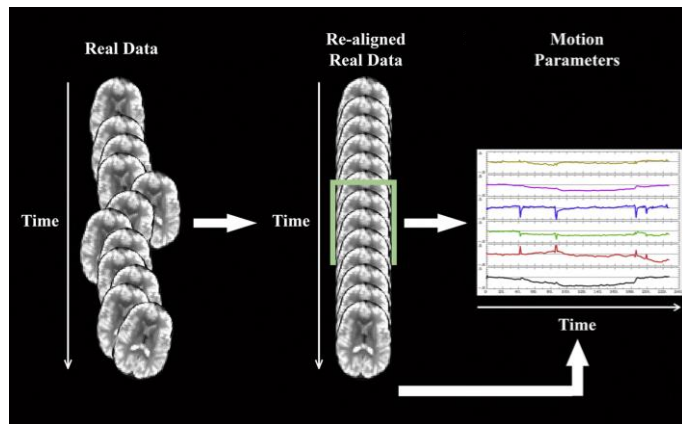 Real Data
Re-aligned
Real Data
Motion
Parameters
Time
Time
Time